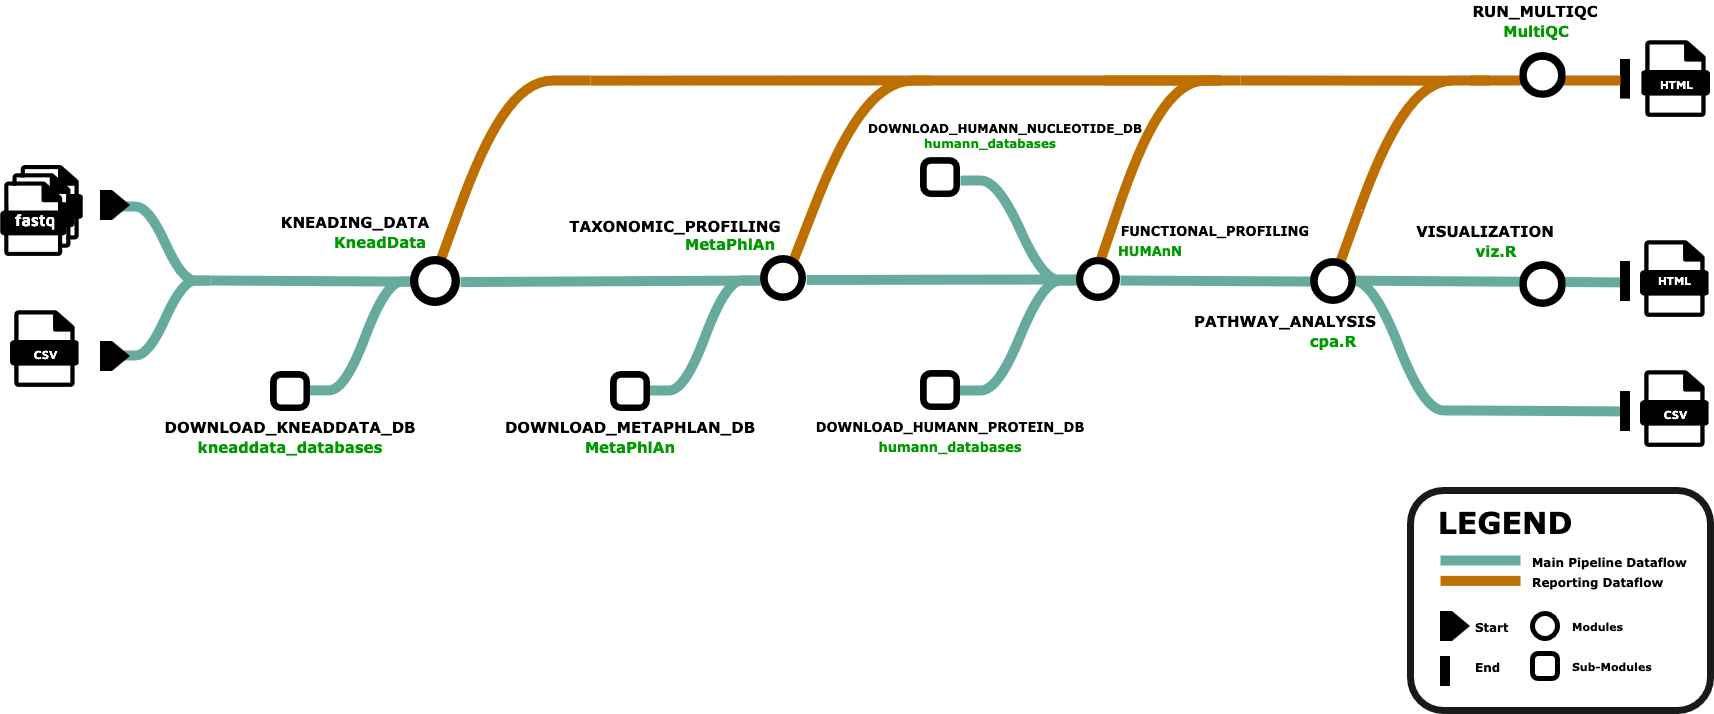 RUN_MULTIQC
MultiQC
HTML
DOWNLOAD_HUMANN_NUCLEOTIDE_DB
humann_databases
fastq
KNEADING_DATA
KneadData
TAXONOMIC_PROFILING
MetaPhlAn
FUNCTIONAL_PROFILING
HUMAnN
VISUALIZATION
viz.R
HTML
PATHWAY_ANALYSIS
cpa.R
CSV
DOWNLOAD_KNEADDATA_DB
kneaddata_databases
DOWNLOAD_METAPHLAN_DB
MetaPhlAn
DOWNLOAD_HUMANN_PROTEIN_DB
humann_databases
CSV
LEGEND
Main Pipeline Dataflow
Reporting Dataflow
Start
Modules
End
Sub-Modules